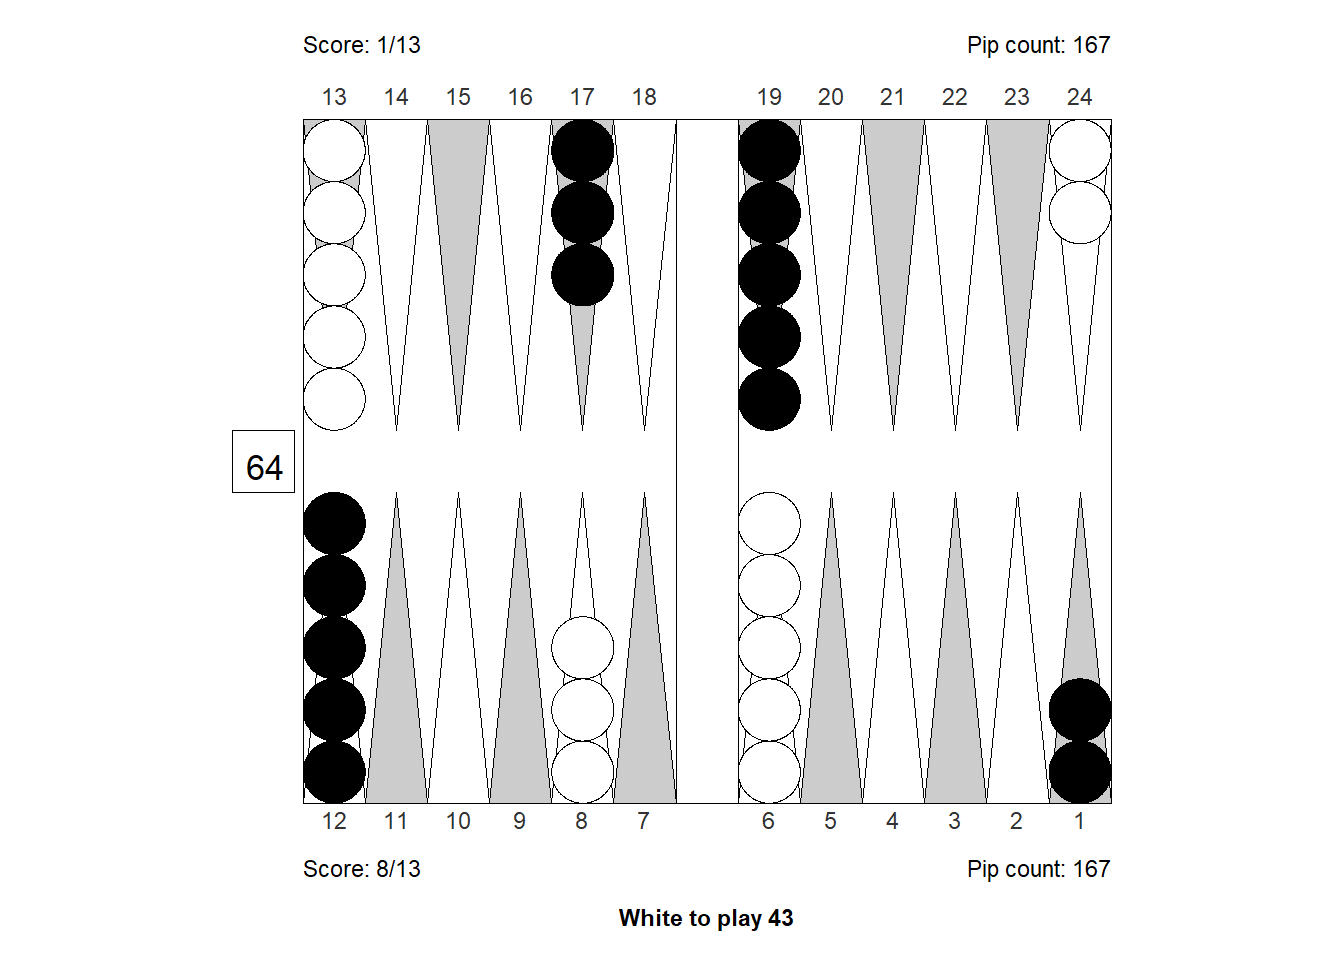 Score: 1/13 Pip count: 167
13 14 15 16 17 18 19 20 21 22 23 24
64
12 11 10 9 8 7 6 5 4 3 2 1
Score: 8/13 Pip count: 167
White to play 43